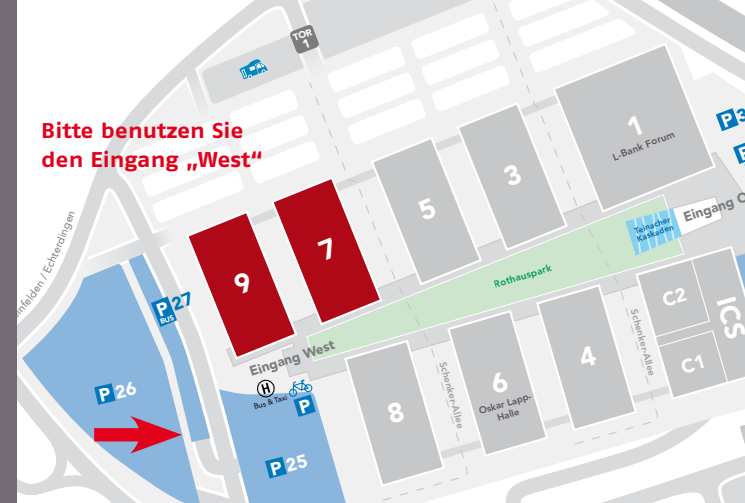 TOR
1
Bitte benutzen Sie
den Eingang „West“
1
L-Bank Forum
P3
3
5
7
9
Eingang
Teinacher
Kaskaden
Rothauspark
Echterdingen
P 27
BUS
Eingang West
H
Bus & Taxi
P
P 26
P 25
8
Schenker-Allee
6
Oskar Lapp-
Halle
4
Schenker-Allee
C2
C1
ICS